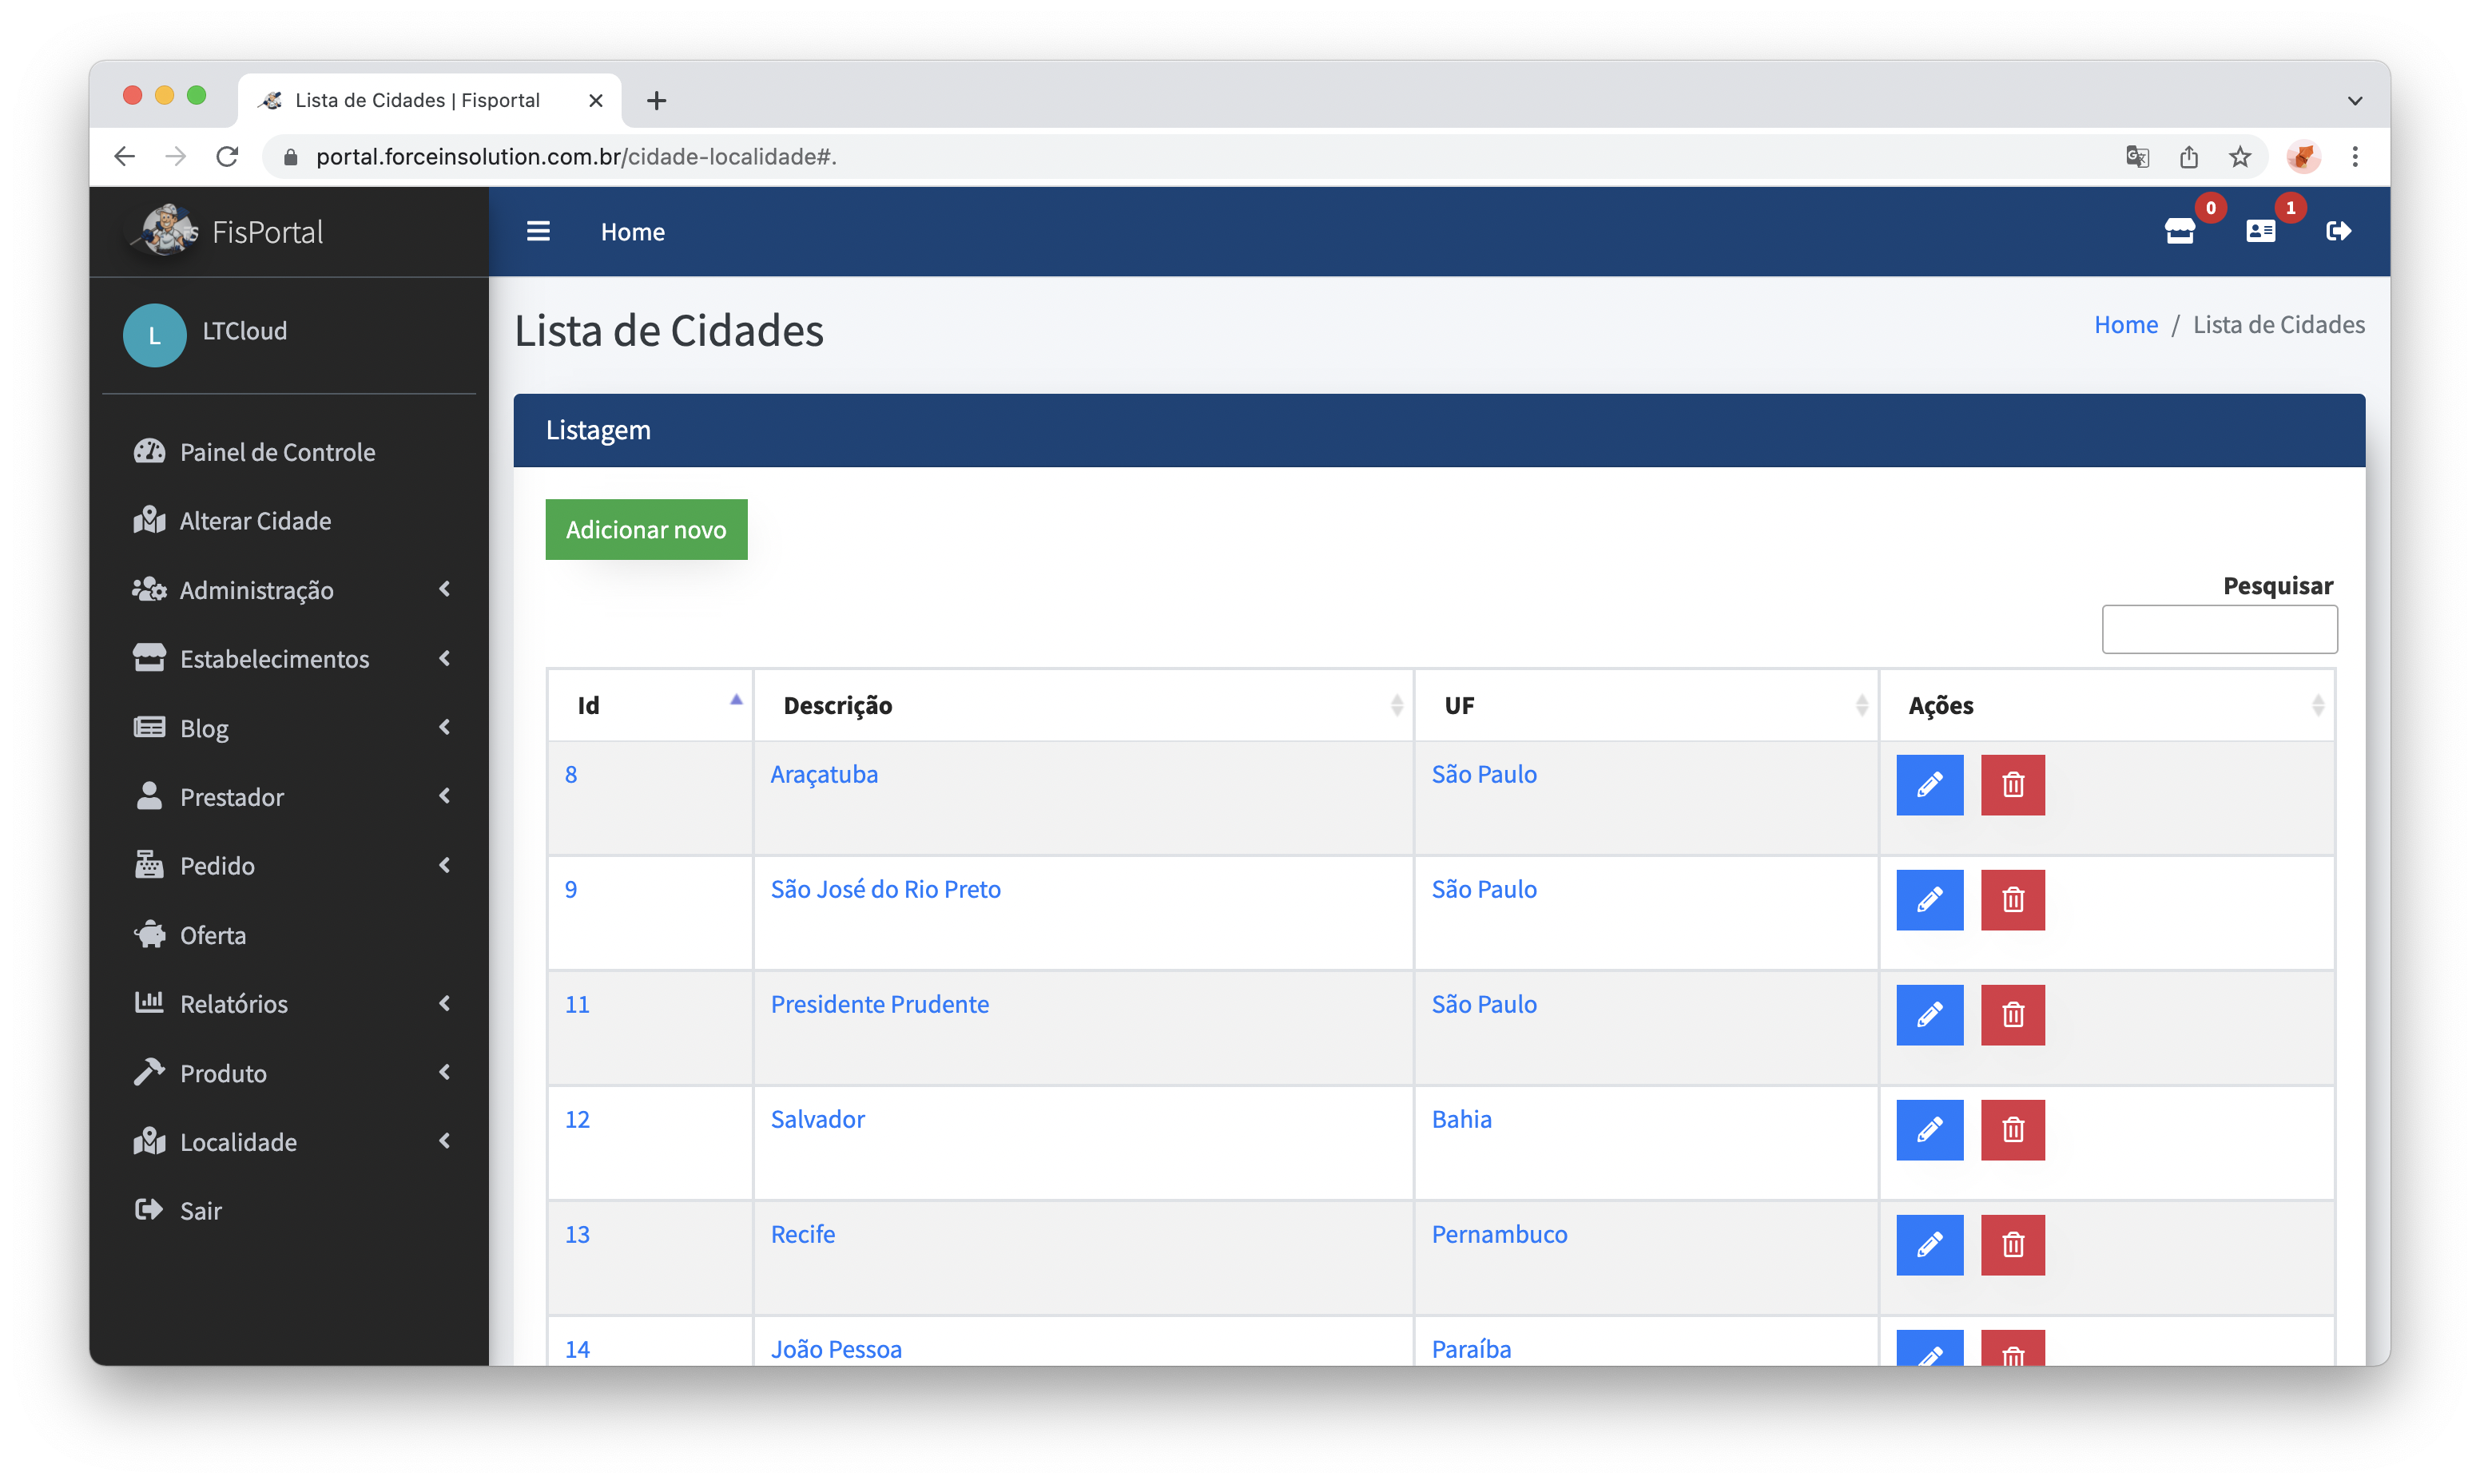 Lista de Cidades | Fisportal
portal.forceinsolution.com.br/cidade-localidade#.
FisPortal
Home
0
1
L
LTCloud
Painel de Controle
Alterar Cidade
Administração
Estabelecimentos
Blog
Prestador
Pedido
Oferta
Relatórios
Produto
Localidade
Sair
Lista de Cidades
Home / Lista de Cidades
Listagem
Adicionar novo
Pesquisar
Id Descrição UF Ações
8 Araçatuba São Paulo
9 São José do Rio Preto São Paulo
11 Presidente Prudente São Paulo
12 Salvador Bahia
13 Recife Pernambuco
14 João Pessoa Paraíba